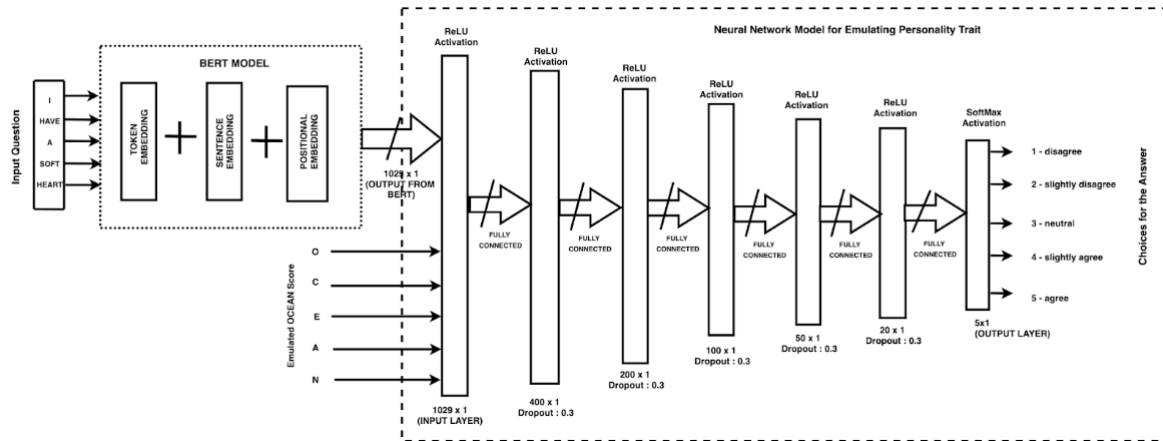 Neural Network Model for Emulating Personality Trait
BERT MODEL
Input Question
I
HAVE
A
SOFT
HEART
TOKEN
EMBEDDING
SENTENCE
EMBEDDING
POSITIONAL
EMBEDDING
1029 x 1
(OUTPUT FROM
BERT)
Emulated OCEAN Score
O
C
E
A
N
ReLU
Activation
1029 x 1
(INPUT LAYER)
FULLY
CONNECTED
ReLU
Activation
400 x 1
Dropout : 0.3
FULLY
CONNECTED
ReLU
Activation
200 x 1
Dropout : 0.3
FULLY
CONNECTED
ReLU
Activation
100 x 1
Dropout : 0.3
FULLY
CONNECTED
ReLU
Activation
50 x 1
Dropout : 0.3
FULLY
CONNECTED
ReLU
Activation
20 x 1
Dropout : 0.3
FULLY
CONNECTED
SoftMax
Activation
5x1
(OUTPUT LAYER)
1 - disagree
2 - slightly disagree
3 - neutral
4 - slightly agree
5 - agree
Choices for the Answer